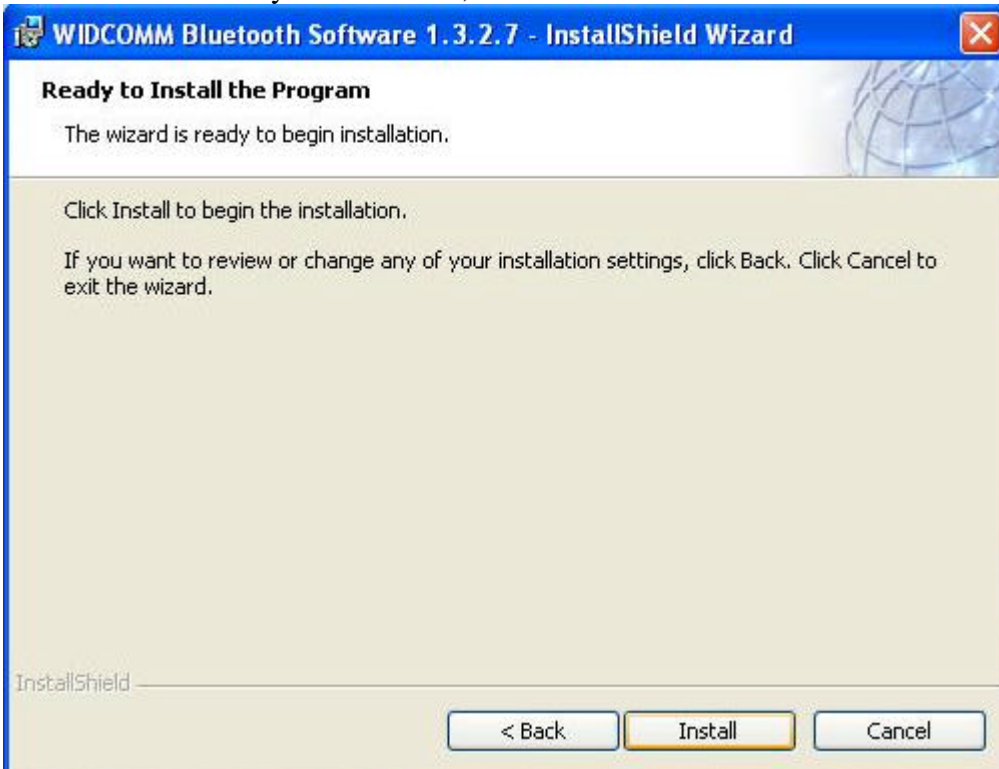 WIDCOMM Bluetooth Software 1.3.2.7 - InstallShield Wizard
Ready to Install the Program
The wizard is ready to begin installation.
Click Install to begin the installation.
If you want to review or change any of your installation settings, click Back. Click Cancel to
exit the wizard.
InstallShield
< Back Install Cancel